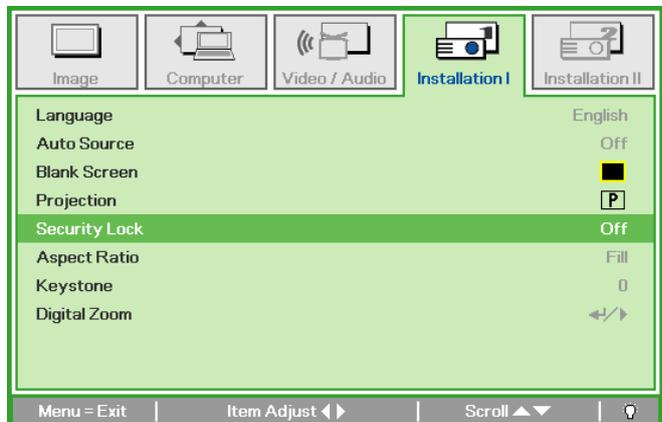 Image
Computer
Video / Audio
Installation I
Installation II
Language English
Auto Source Off
Blank Screen
Projection P
Security Lock Off
Aspect Ratio Fill
Keystone 0
Digital Zoom
Menu = Exit Item Adjust Scroll